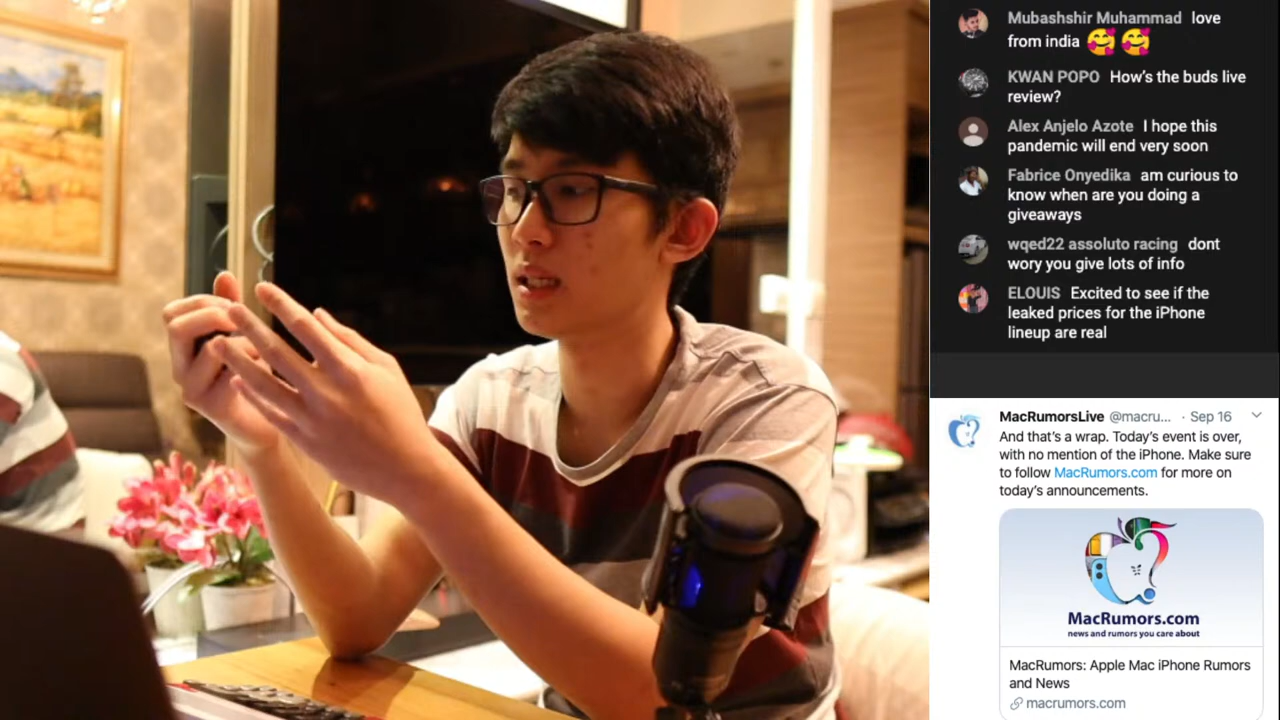 Mubashshir Muhammad love
from india 🥰 🥰
KWAN POPO How's the buds live
review?
Alex Anjelo Azote I hope this
pandemic will end very soon
Fabrice Onyedika am curious to
know when are you doing a
giveaways
wqed22 assoluto racing dont
wory you give lots of info
ELOUIS Excited to see if the
leaked prices for the iPhone
lineup are real
MacRumorsLive @macru... · Sep 16
And that's a wrap. Today's event is over,
with no mention of the iPhone. Make sure
to follow MacRumors.com for more on
today's announcements.
MacRumors.com
news and rumors you care about
MacRumors: Apple Mac iPhone Rumors
and News
macrumors.com